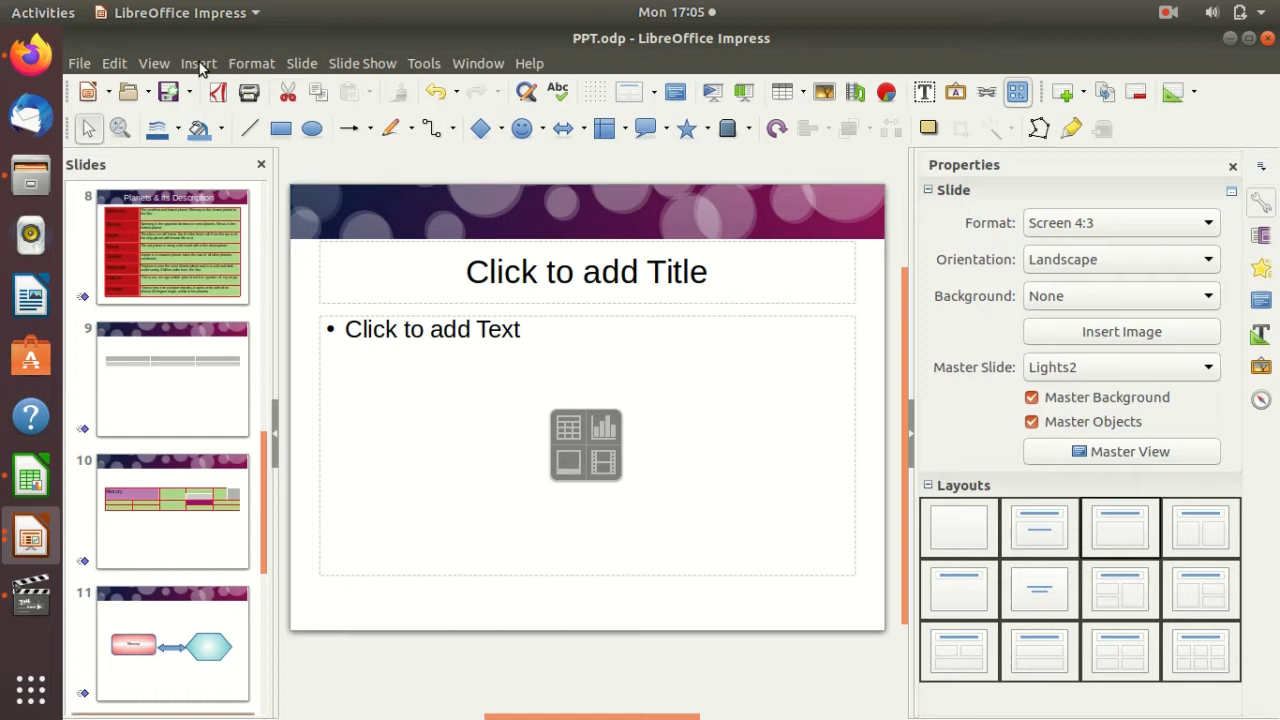 Activities LibreOffice Impress Mon 17:05
PPT.odp - LibreOffice Impress
File Edit View Insert Format Slide Slide Show Tools Window Help
Abc T
Slides
8
Planets & Its Description
9
10
Mercury
11
Mercury
Click to add Title
• Click to add Text
Properties
Slide
Format: Screen 4:3
Orientation: Landscape
Background: None
Insert Image
Master Slide: Lights2
Master Background
Master Objects
Master View
Layouts